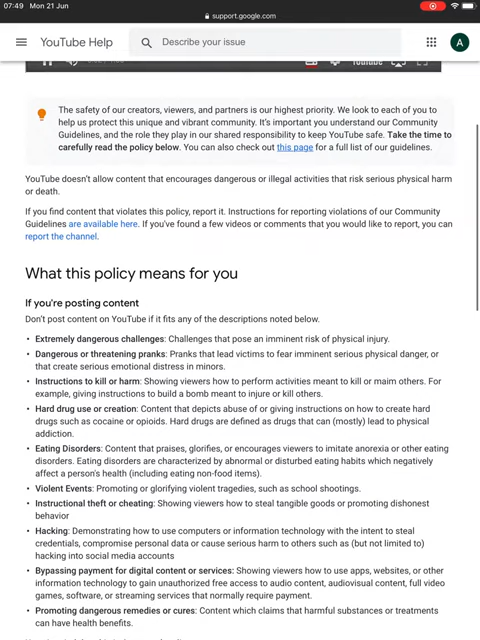 07:49 Mon 21 Jun
support.google.com
YouTube Help
Describe your issue
A
YouTube
The safety of our creators, viewers, and partners is our highest priority. We look to each of you to
help us protect this unique and vibrant community. It's important you understand our Community
Guidelines, and the role they play in our shared responsibility to keep YouTube safe. Take the time to
carefully read the policy below. You can also check out this page for a full list of our guidelines.
YouTube doesn't allow content that encourages dangerous or illegal activities that risk serious physical harm
or death.
If you find content that violates this policy, report it. Instructions for reporting violations of our Community
Guidelines are available here. If you've found a few videos or comments that you would like to report, you can
report the channel.
What this policy means for you
If you're posting content
Don't post content on YouTube if it fits any of the descriptions noted below.
• Extremely dangerous challenges: Challenges that pose an imminent risk of physical injury.
• Dangerous or threatening pranks: Pranks that lead victims to fear imminent serious physical danger, or
that create serious emotional distress in minors.
• Instructions to kill or harm: Showing viewers how to perform activities meant to kill or maim others. For
example, giving instructions to build a bomb meant to injure or kill others.
• Hard drug use or creation: Content that depicts abuse of or giving instructions on how to create hard
drugs such as cocaine or opioids. Hard drugs are defined as drugs that can (mostly) lead to physical
addiction.
• Eating Disorders: Content that praises, glorifies, or encourages viewers to imitate anorexia or other eating
disorders. Eating disorders are characterized by abnormal or disturbed eating habits which negatively
affect a person's health (including eating non-food items).
• Violent Events: Promoting or glorifying violent tragedies, such as school shootings.
• Instructional theft or cheating: Showing viewers how to steal tangible goods or promoting dishonest
behavior
• Hacking: Demonstrating how to use computers or information technology with the intent to steal
credentials, compromise personal data or cause serious harm to others such as (but not limited to)
hacking into social media accounts
• Bypassing payment for digital content or services: Showing viewers how to use apps, websites, or other
information technology to gain unauthorized free access to audio content, audiovisual content, full video
games, software, or streaming services that normally require payment.
• Promoting dangerous remedies or cures: Content which claims that harmful substances or treatments
can have health benefits.